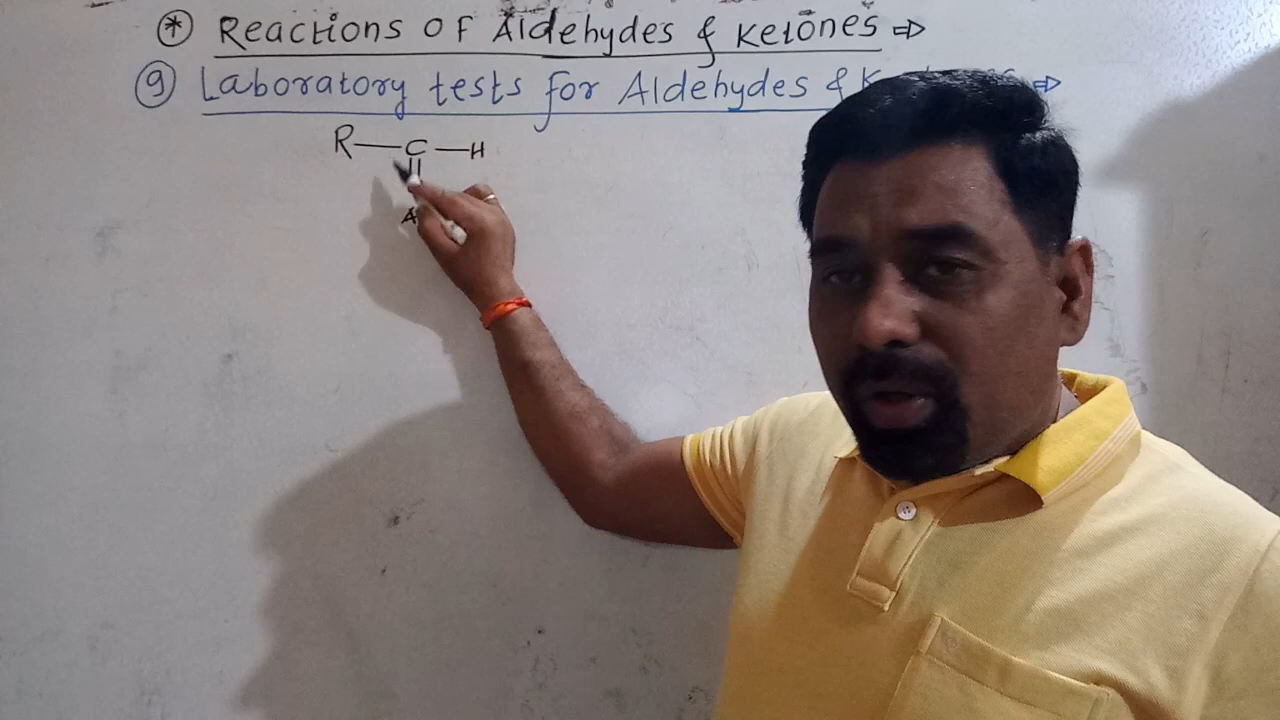 * Reactions of Aldehydes & Ketones ⇒
9 Laboratory tests for Aldehydes & ⇒
R—C—H